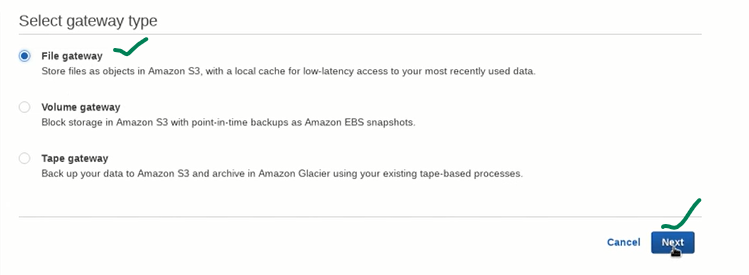 Select gateway type
File gateway
Store files as objects in Amazon S3, with a local cache for low-latency access to your most recently used data.
Volume gateway
Block storage in Amazon S3 with point-in-time backups as Amazon EBS snapshots.
Tape gateway
Back up your data to Amazon S3 and archive in Amazon Glacier using your existing tape-based processes.
Cancel Next